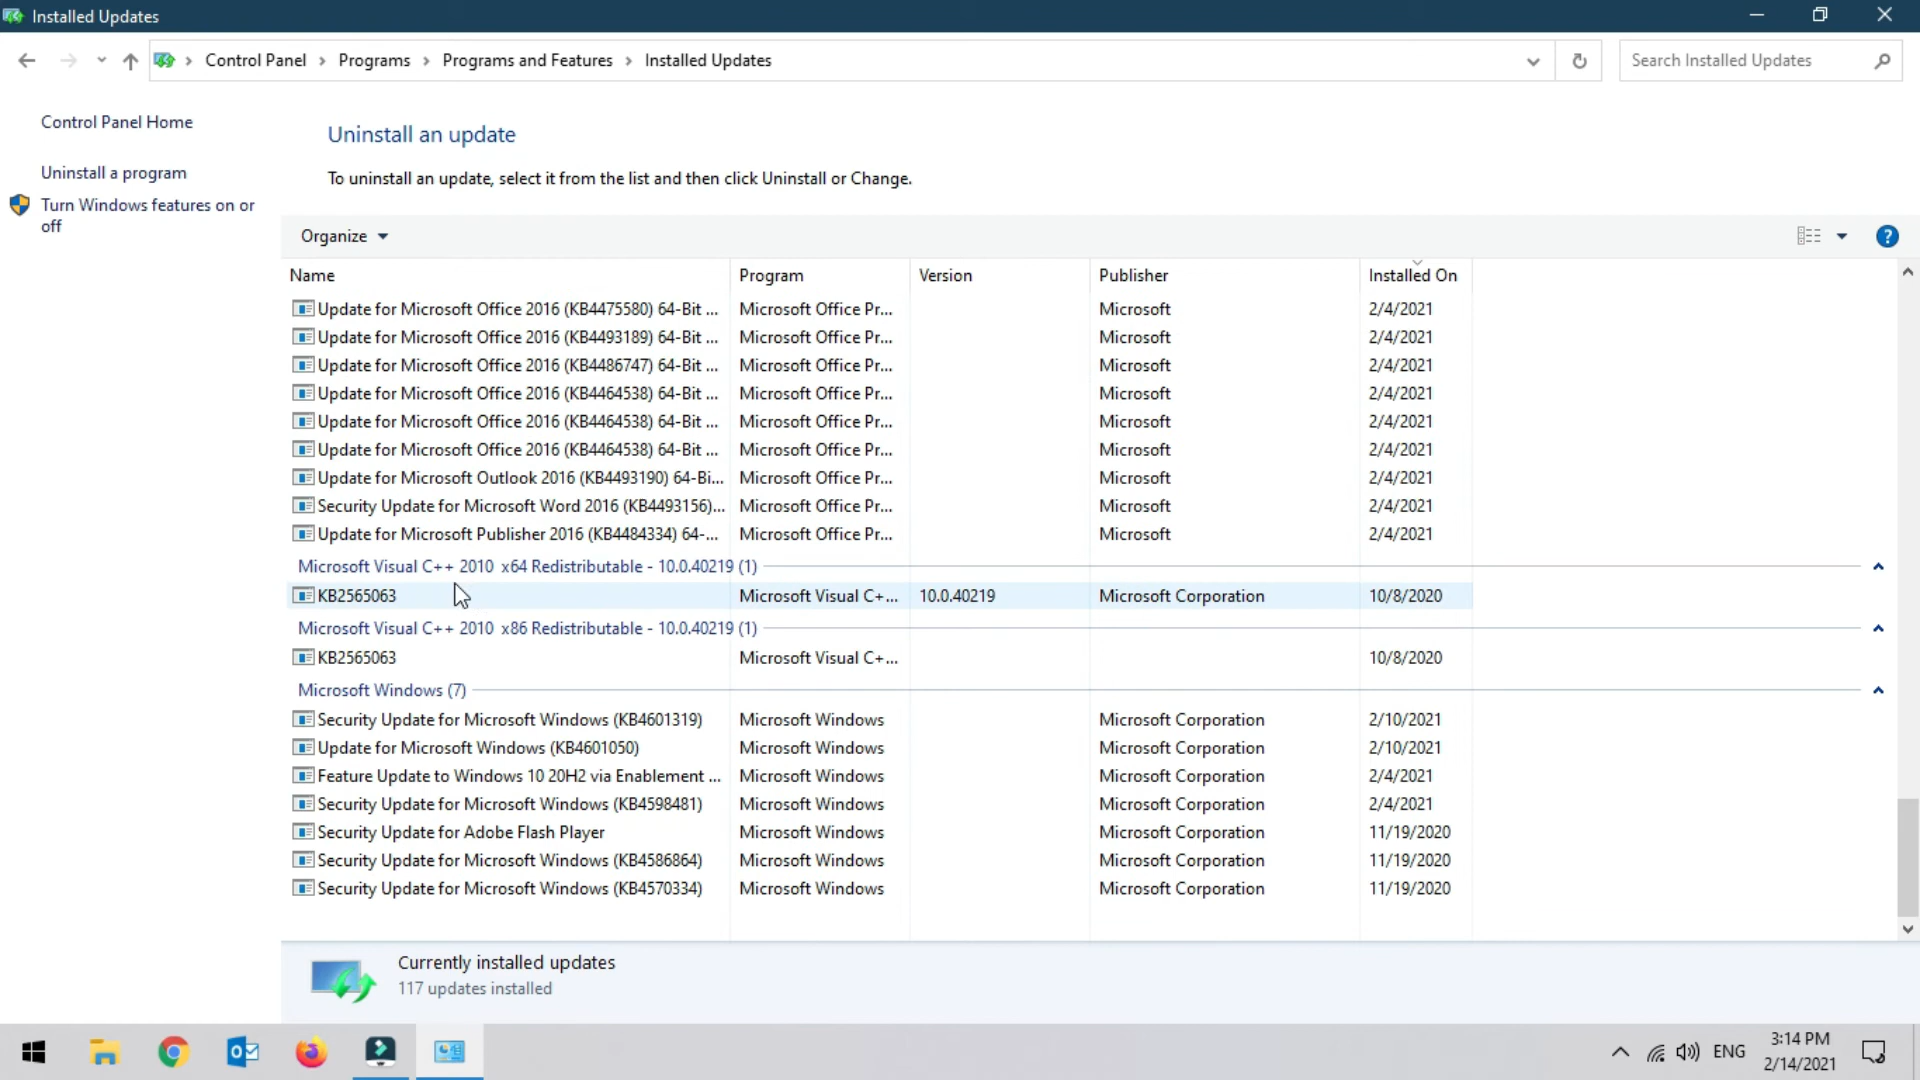 Installed Updates
Control Panel > Programs > Programs and Features > Installed Updates
Search Installed Updates
Control Panel Home
Uninstall a program
Turn Windows features on or
off
Uninstall an update
To uninstall an update, select it from the list and then click Uninstall or Change.
Organize
?
Name Program Version Publisher Installed On
Update for Microsoft Office 2016 (KB4475580) 64-Bit ... Microsoft Office Pr... Microsoft 2/4/2021
Update for Microsoft Office 2016 (KB4493189) 64-Bit ... Microsoft Office Pr... Microsoft 2/4/2021
Update for Microsoft Office 2016 (KB4486747) 64-Bit ... Microsoft Office Pr... Microsoft 2/4/2021
Update for Microsoft Office 2016 (KB4464538) 64-Bit ... Microsoft Office Pr... Microsoft 2/4/2021
Update for Microsoft Office 2016 (KB4464538) 64-Bit ... Microsoft Office Pr... Microsoft 2/4/2021
Update for Microsoft Office 2016 (KB4464538) 64-Bit ... Microsoft Office Pr... Microsoft 2/4/2021
Update for Microsoft Outlook 2016 (KB4493190) 64-Bi... Microsoft Office Pr... Microsoft 2/4/2021
Security Update for Microsoft Word 2016 (KB4493156)... Microsoft Office Pr... Microsoft 2/4/2021
Update for Microsoft Publisher 2016 (KB4484334) 64-... Microsoft Office Pr... Microsoft 2/4/2021
Microsoft Visual C++ 2010 x64 Redistributable - 10.0.40219 (1)
KB2565063 Microsoft Visual C+... 10.0.40219 Microsoft Corporation 10/8/2020
Microsoft Visual C++ 2010 x86 Redistributable - 10.0.40219 (1)
KB2565063 Microsoft Visual C+... 10/8/2020
Microsoft Windows (7)
Security Update for Microsoft Windows (KB4601319) Microsoft Windows Microsoft Corporation 2/10/2021
Update for Microsoft Windows (KB4601050) Microsoft Windows Microsoft Corporation 2/10/2021
Feature Update to Windows 10 20H2 via Enablement ... Microsoft Windows Microsoft Corporation 2/4/2021
Security Update for Microsoft Windows (KB4598481) Microsoft Windows Microsoft Corporation 2/4/2021
Security Update for Adobe Flash Player Microsoft Windows Microsoft Corporation 11/19/2020
Security Update for Microsoft Windows (KB4586864) Microsoft Windows Microsoft Corporation 11/19/2020
Security Update for Microsoft Windows (KB4570334) Microsoft Windows Microsoft Corporation 11/19/2020
Currently installed updates
117 updates installed
ENG
3:14 PM
2/14/2021